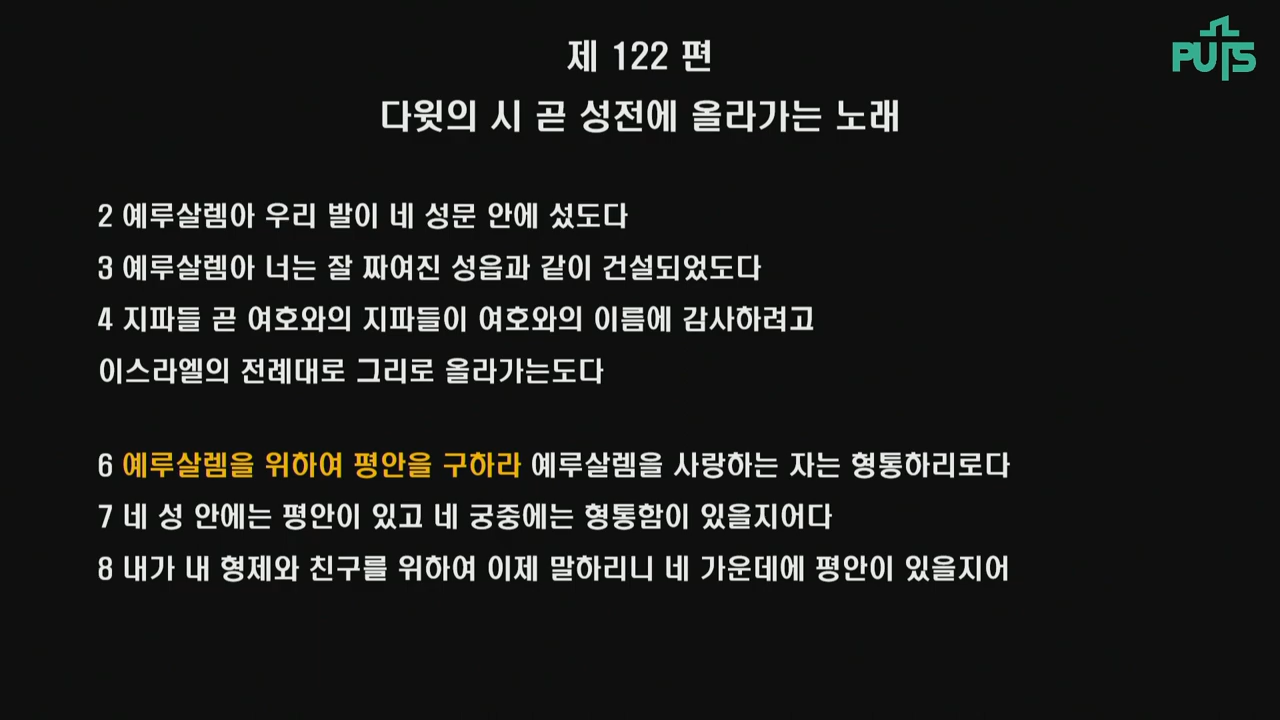 PUTS
제 122 편
다윗의 시 곧 성전에 올라가는 노래
2 예루살렘아 우리 발이 네 성문 안에 섰도다
3 예루살렘아 너는 잘 짜여진 성읍과 같이 건설되었도다
4 지파들 곧 여호와의 지파들이 여호와의 이름에 감사하려고
이스라엘의 전례대로 그리로 올라가는도다
6 예루살렘을 위하여 평안을 구하라 예루살렘을 사랑하는 자는 형통하리로다
7 네 성 안에는 평안이 있고 네 궁중에는 형통함이 있을지어다
8 내가 내 형제와 친구를 위하여 이제 말하리니 네 가운데에 평안이 있을지어